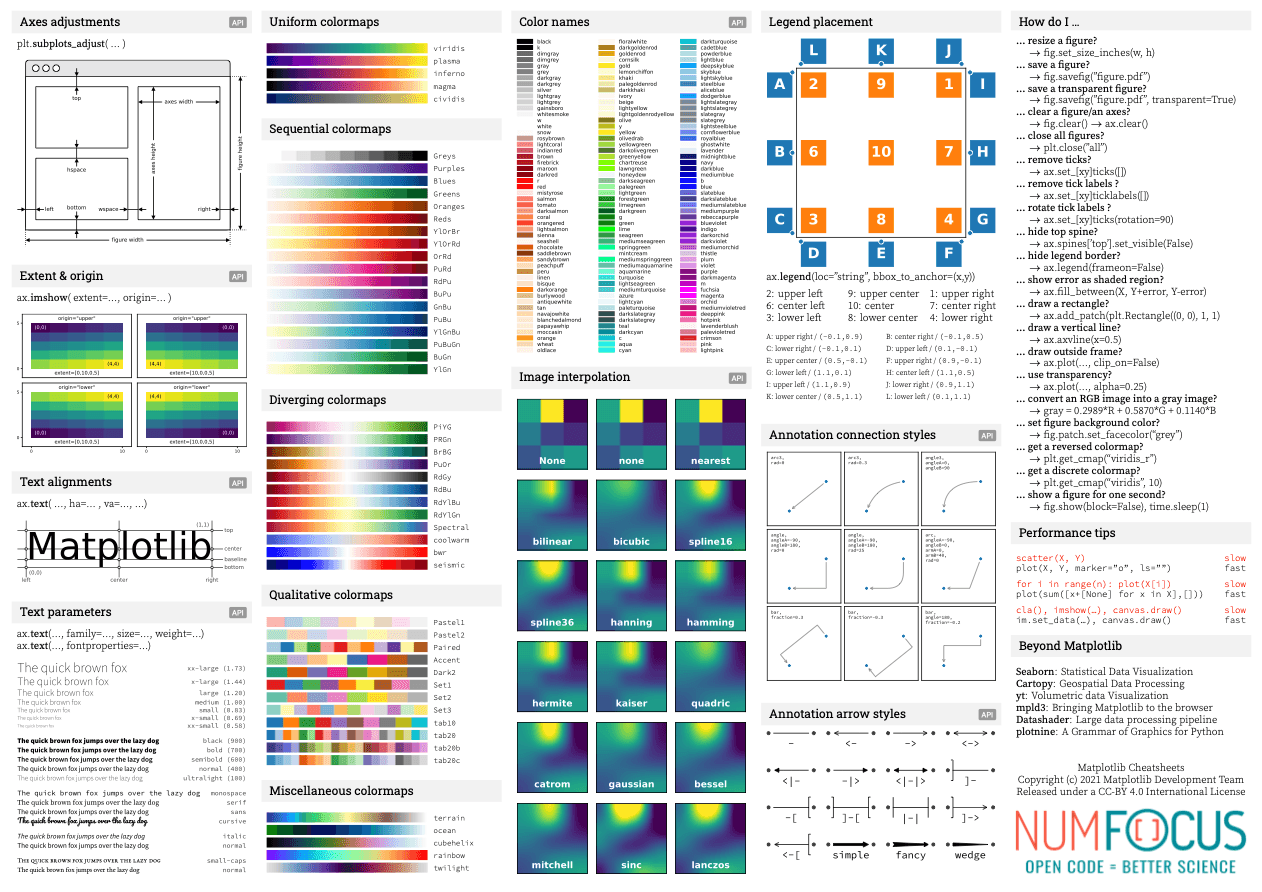 Axes adjustments
API
plt.subplots_adjust( … )
top
axes width
axes height
figure height
hspace
left
bottom
wspace
right
figure width
Extent & origin
API
ax.imshow( extent=…, origin=… )
origin="upper"
origin="upper"
5
(0,0)
(0,0)
(4,4)
(4,4)
0
extent=[0,10,0,5]
extent=[10,0,0,5]
origin="lower"
origin="lower"
5
(4,4)
(4,4)
(0,0)
(0,0)
0
extent=[0,10,0,5]
extent=[10,0,0,5]
0
10
0
10
Text alignments
API
ax.text( …, ha=… , va=…, …)
Matplotlib
(1,1)
top
center
baseline
bottom
(0,0)
left
center
right
Text parameters
API
ax.text(…, family=…, size=…, weight=…)
ax.text(…, fontproperties=…)
The quick brown fox xx-large (1.73)
The quick brown fox x-large (1.44)
The quick brown fox large (1.20)
The quick brown fox medium (1.00)
The quick brown fox small (0.83)
The quick brown fox x-small (0.69)
The quick brown fox xx-small (0.58)
The quick brown fox jumps over the lazy dog black (900)
The quick brown fox jumps over the lazy dog bold (700)
The quick brown fox jumps over the lazy dog semibold (600)
The quick brown fox jumps over the lazy dog normal (400)
The quick brown fox jumps over the lazy dog ultralight (100)
The quick brown fox jumps over the lazy dog monospace
The quick brown fox jumps over the lazy dog serif
The quick brown fox jumps over the lazy dog sans
The quick brown fox jumps over the lazy dog cursive
The quick brown fox jumps over the lazy dog italic
The quick brown fox jumps over the lazy dog normal
The quick brown fox jumps over the lazy dog small-caps
The quick brown fox jumps over the lazy dog normal
Uniform colormaps
viridis
plasma
inferno
magma
cividis
Sequential colormaps
Greys
Purples
Blues
Greens
Oranges
Reds
YlOrBr
YlOrRd
OrRd
PuRd
RdPu
BuPu
GnBu
PuBu
YlGnBu
PuBuGn
BuGn
YlGn
Diverging colormaps
PiYG
PRGn
BrBG
PuOr
RdGy
RdBu
RdYlBu
RdYlGn
Spectral
coolwarm
bwr
seismic
Qualitative colormaps
Pastel1
Pastel2
Paired
Accent
Dark2
Set1
Set2
Set3
tab10
tab20
tab20b
tab20c
Miscellaneous colormaps
terrain
ocean
cubehelix
rainbow
twilight
Color names
API
black
k
dimgray
dimgrey
gray
grey
darkgray
darkgrey
silver
lightgray
lightgrey
gainsboro
whitesmoke
w
white
snow
rosybrown
lightcoral
indianred
brown
firebrick
maroon
darkred
r
red
mistyrose
salmon
tomato
darksalmon
coral
orangered
lightsalmon
sienna
seashell
chocolate
saddlebrown
sandybrown
peachpuff
peru
linen
bisque
darkorange
burlywood
antiquewhite
tan
navajowhite
blanchedalmond
papayawhip
moccasin
orange
wheat
oldlace
floralwhite
darkgoldenrod
goldenrod
cornsilk
gold
lemonchiffon
khaki
palegoldenrod
darkkhaki
ivory
beige
lightyellow
lightgoldenrodyellow
olive
y
yellow
olivedrab
yellowgreen
darkolivegreen
greenyellow
chartreuse
lawngreen
honeydew
darkseagreen
palegreen
lightgreen
forestgreen
limegreen
darkgreen
g
green
lime
seagreen
mediumseagreen
springgreen
mintcream
mediumspringgreen
mediumaquamarine
aquamarine
turquoise
lightseagreen
mediumturquoise
azure
lightcyan
paleturquoise
darkslategray
darkslategrey
teal
darkcyan
c
aqua
cyan
darkturquoise
cadetblue
powderblue
lightblue
deepskyblue
skyblue
lightskyblue
steelblue
aliceblue
dodgerblue
lightslategray
lightslategrey
slategray
slategrey
lightsteelblue
cornflowerblue
royalblue
ghostwhite
lavender
midnightblue
navy
darkblue
mediumblue
b
blue
slateblue
darkslateblue
mediumslateblue
mediumpurple
rebeccapurple
blueviolet
indigo
darkorchid
darkviolet
mediumorchid
thistle
plum
violet
purple
darkmagenta
m
fuchsia
magenta
orchid
mediumvioletred
deeppink
hotpink
lavenderblush
palevioletred
crimson
pink
lightpink
Image interpolation
API
None none nearest
bilinear bicubic spline16
spline36 hanning hamming
hermite kaiser quadric
catrom gaussian bessel
mitchell sinc lanczos
Legend placement
API
L K J
A 2 9 1 I
B 6 10 7 H
C 3 8 4 G
D E F
ax.legend(loc="string", bbox_to_anchor=(x,y))
2: upper left 9: upper center 1: upper right
6: center left 10: center 7: center right
3: lower left 8: lower center 4: lower right
A: upper right / (-0.1,0.9) B: center right / (-0.1,0.5)
C: lower right / (-0.1,0.1) D: upper left / (0.1,-0.1)
E: upper center / (0.5,-0.1) F: upper right / (0.9,-0.1)
G: lower left / (1.1,0.1) H: center left / (1.1,0.5)
I: upper left / (1.1,0.9) J: lower right / (0.9,1.1)
K: lower center / (0.5,1.1) L: lower left / (0.1,1.1)
Annotation connection styles
API
arc3,
rad=0
arc3,
rad=0.3
angle3,
angleA=0,
angleB=90
angle,
angleA=-90,
angleB=180,
rad=0
angle,
angleA=-90,
angleB=180,
rad=25
arc,
angleA=-90,
angleB=0,
armA=0,
armB=40,
rad=0
bar,
fraction=0.3
bar,
fraction=-0.3
bar,
angle=180,
fraction=-0.2
Annotation arrow styles
API
- <- -> <->
<|- -|> <|-|> ]-
-[ ]-[ |-| ]->
<-[ simple fancy wedge
How do I …
… resize a figure?
→ fig.set_size_inches(w, h)
… save a figure?
→ fig.savefig("figure.pdf")
… save a transparent figure?
→ fig.savefig("figure.pdf", transparent=True)
… clear a figure/an axes?
→ fig.clear() → ax.clear()
… close all figures?
→ plt.close("all")
… remove ticks?
→ ax.set_[xy]ticks([])
… remove tick labels ?
→ ax.set_[xy]ticklabels([])
… rotate tick labels ?
→ ax.set_[xy]ticks(rotation=90)
… hide top spine?
→ ax.spines['top'].set_visible(False)
… hide legend border?
→ ax.legend(frameon=False)
… show error as shaded region?
→ ax.fill_between(X, Y+error, Y-error)
… draw a rectangle?
→ ax.add_patch(plt.Rectangle((0, 0), 1, 1)
… draw a vertical line?
→ ax.axvline(x=0.5)
… draw outside frame?
→ ax.plot(…, clip_on=False)
… use transparency?
→ ax.plot(…, alpha=0.25)
… convert an RGB image into a gray image?
→ gray = 0.2989*R + 0.5870*G + 0.1140*B
… set figure background color?
→ fig.patch.set_facecolor("grey")
… get a reversed colormap?
→ plt.get_cmap("viridis_r")
… get a discrete colormap?
→ plt.get_cmap("viridis", 10)
… show a figure for one second?
→ fig.show(block=False), time.sleep(1)
Performance tips
scatter(X, Y) slow
plot(X, Y, marker="o", ls="") fast
for i in range(n): plot(X[i]) slow
plot(sum([x+[None] for x in X],[])) fast
cla(), imshow(…), canvas.draw() slow
im.set_data(…), canvas.draw() fast
Beyond Matplotlib
Seaborn: Statistical Data Visualization
Cartopy: Geospatial Data Processing
yt: Volumetric data Visualization
mpld3: Bringing Matplotlib to the browser
Datashader: Large data processing pipeline
plotnine: A Grammar of Graphics for Python
Matplotlib Cheatsheets
Copyright (c) 2021 Matplotlib Development Team
Released under a CC-BY 4.0 International License
NUMFOCUS
OPEN CODE = BETTER SCIENCE